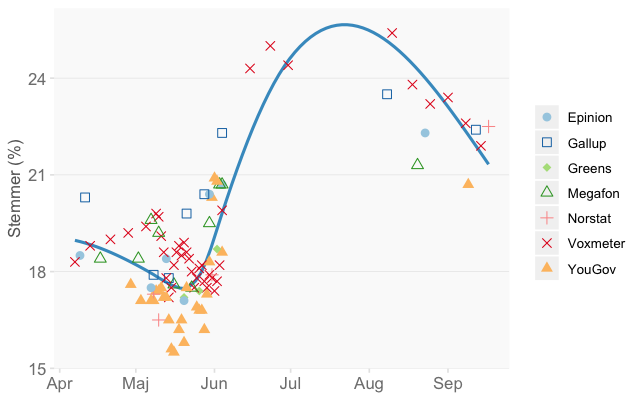 Stemmer (%)
24
21
18
15
Apr Maj Jun Jul Aug Sep
Epinion
Gallup
Greens
Megafon
Norstat
Voxmeter
YouGov